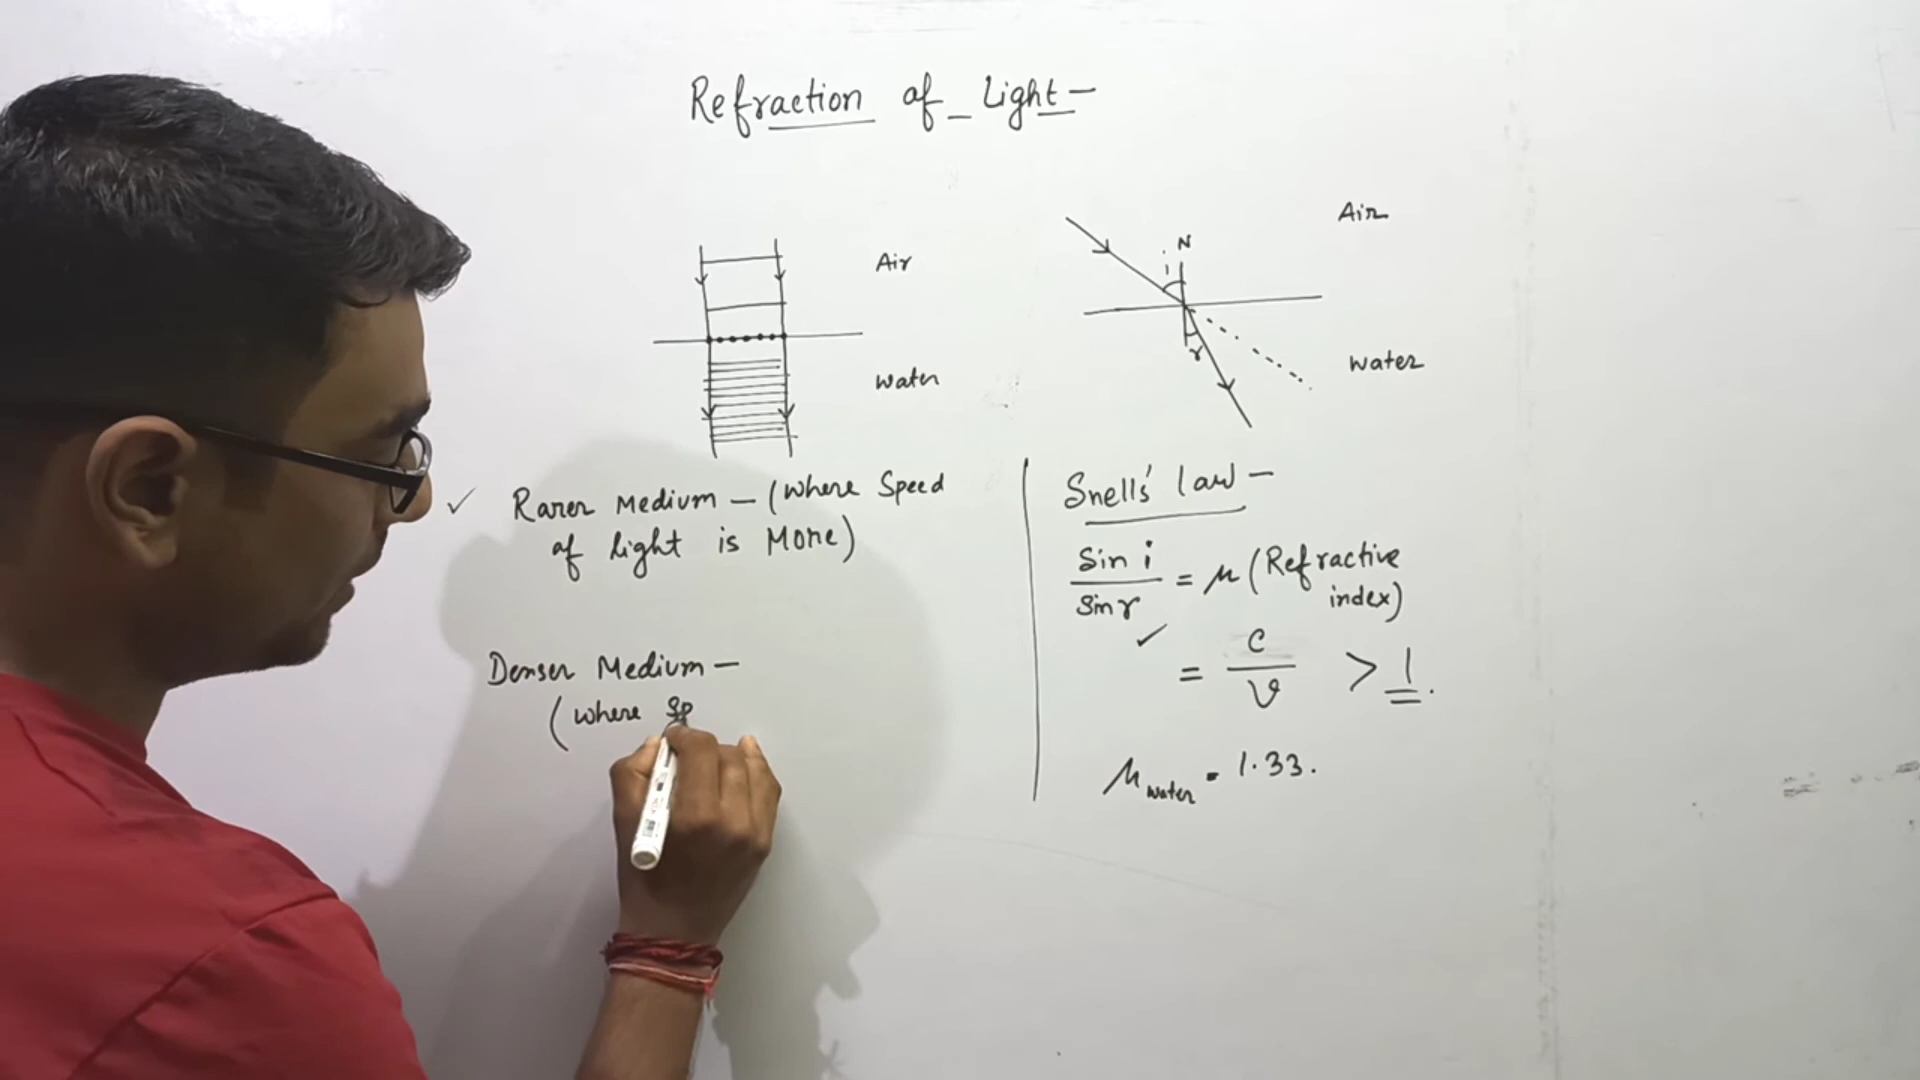 Refraction of Light-
Air
Water
N
i
r
Air
Water
✓ Rarer Medium - (Where Speed
of light is More)
Denser Medium -
(Where Sp
Snells' law -
Sin i / Sin r = μ (Refractive
index)
✓ = C / V > 1.
μ water = 1.33.